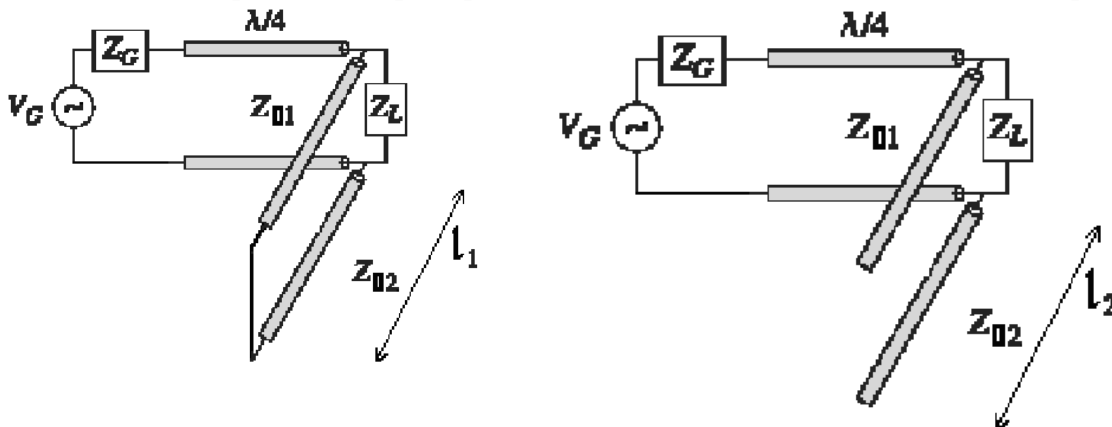 λ/4
Z_G
V_G ~
Z_01
Z_L
Z_02
l_1
λ/4
Z_G
V_G ~
Z_01
Z_L
Z_02
l_2